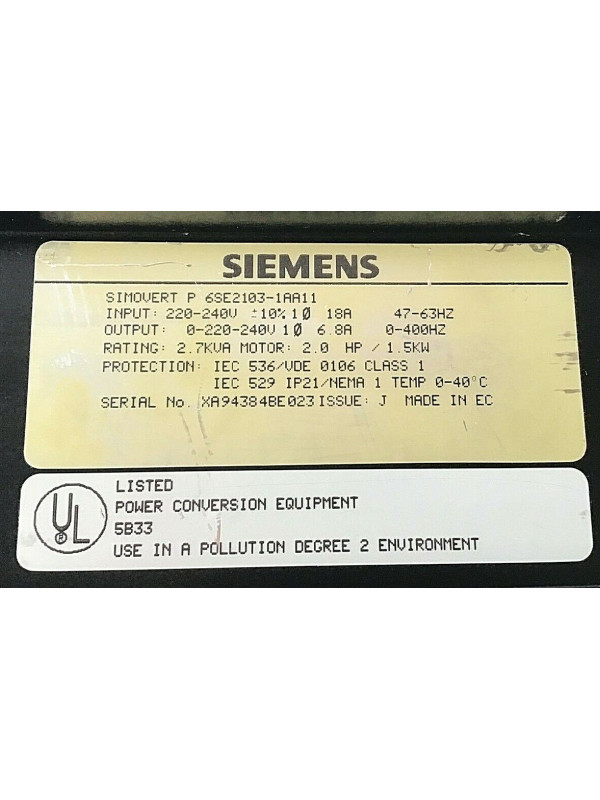 SIEMENS
SIMOVERT P 6SE2103-1AA11
INPUT: 220-240V ±10% 1Ø 18A 47-63HZ
OUTPUT: 0-220-240V 1Ø 6.8A 0-400HZ
RATING: 2.7KVA MOTOR: 2.0 HP / 1.5KW
PROTECTION: IEC 536/VDE 0106 CLASS 1
IEC 529 IP21/NEMA 1 TEMP 0-40°C
SERIAL No. XA94384BE023 ISSUE: J MADE IN EC
UL ®
LISTED
POWER CONVERSION EQUIPMENT
5B33
USE IN A POLLUTION DEGREE 2 ENVIRONMENT